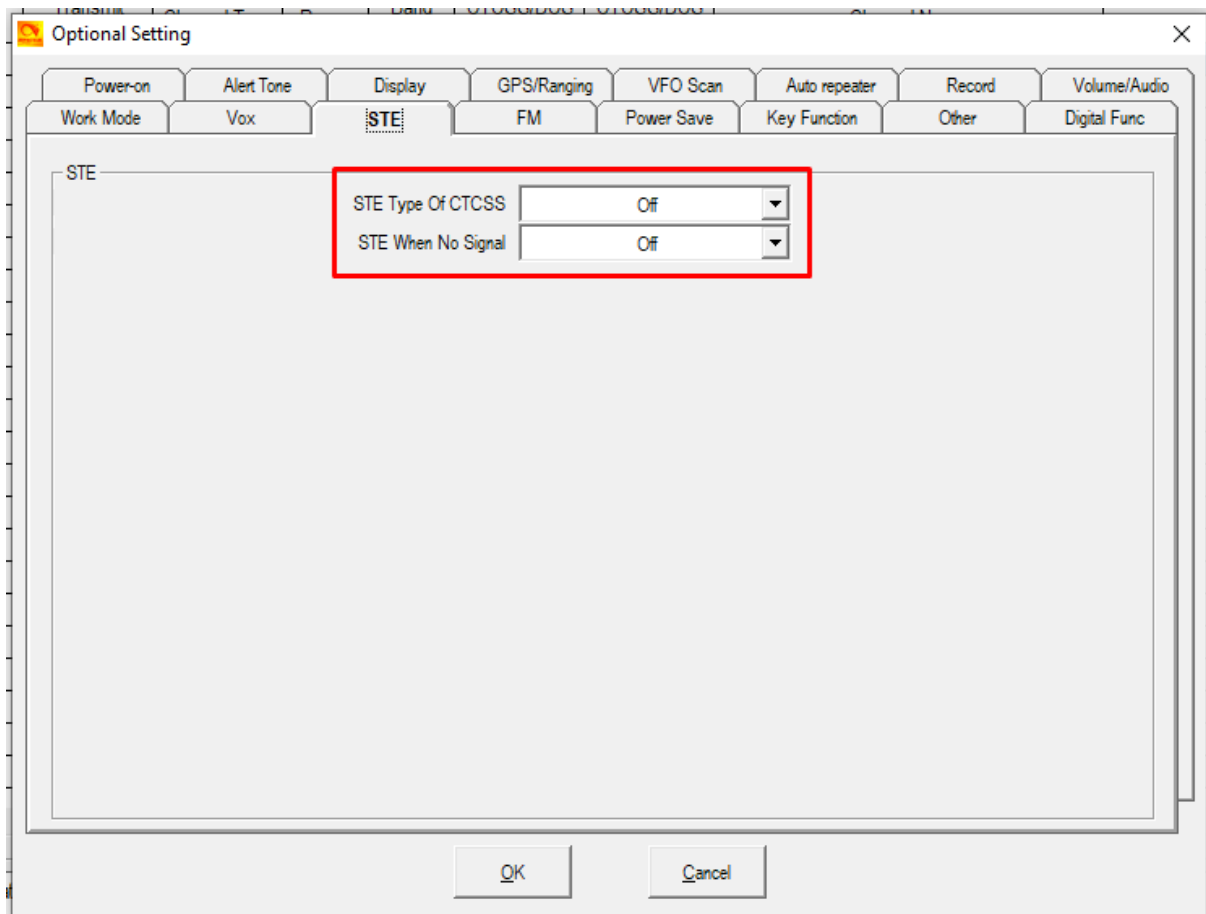 Optional Setting
Power-on Alert Tone Display GPS/Ranging VFO Scan Auto repeater Record Volume/Audio
Work Mode Vox STE FM Power Save Key Function Other Digital Func
STE
STE Type Of CTCSS Off
STE When No Signal Off
OK Cancel